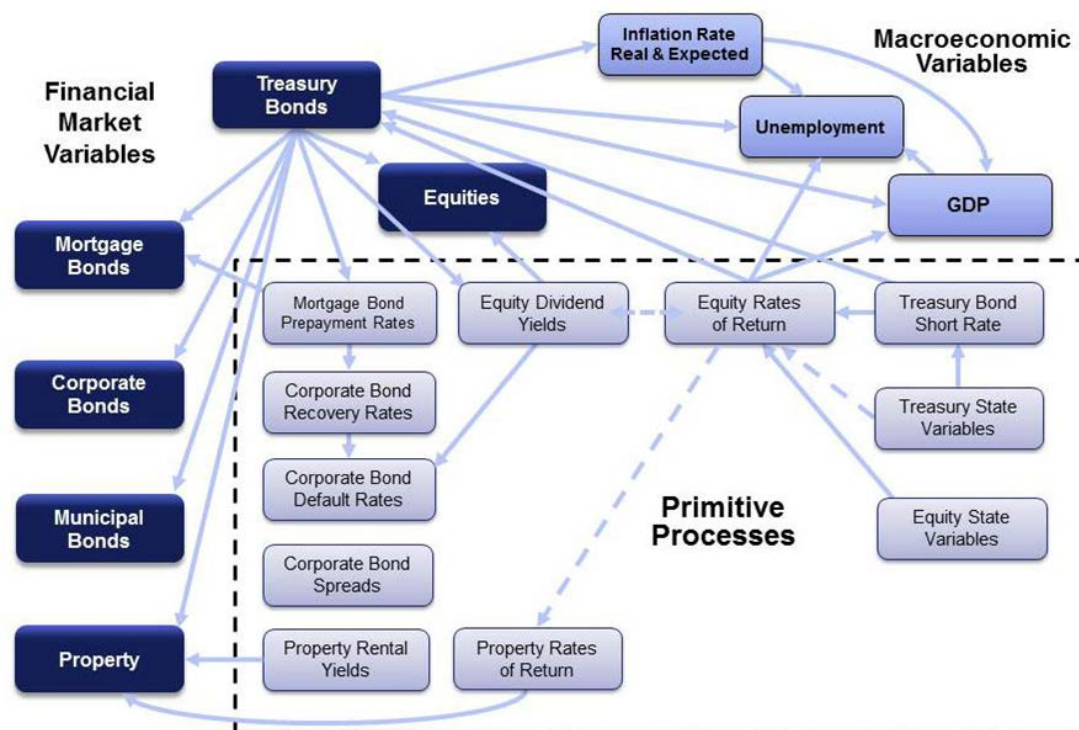 Financial
Market
Variables
Treasury
Bonds
Inflation Rate
Real & Expected
Macroeconomic
Variables
Unemployment
GDP
Equities
Mortgage
Bonds
Corporate
Bonds
Municipal
Bonds
Property
Mortgage Bond
Prepayment Rates
Equity Dividend
Yields
Equity Rates
of Return
Treasury Bond
Short Rate
Corporate Bond
Recovery Rates
Treasury State
Variables
Corporate Bond
Default Rates
Primitive
Processes
Equity State
Variables
Corporate Bond
Spreads
Property Rental
Yields
Property Rates
of Return